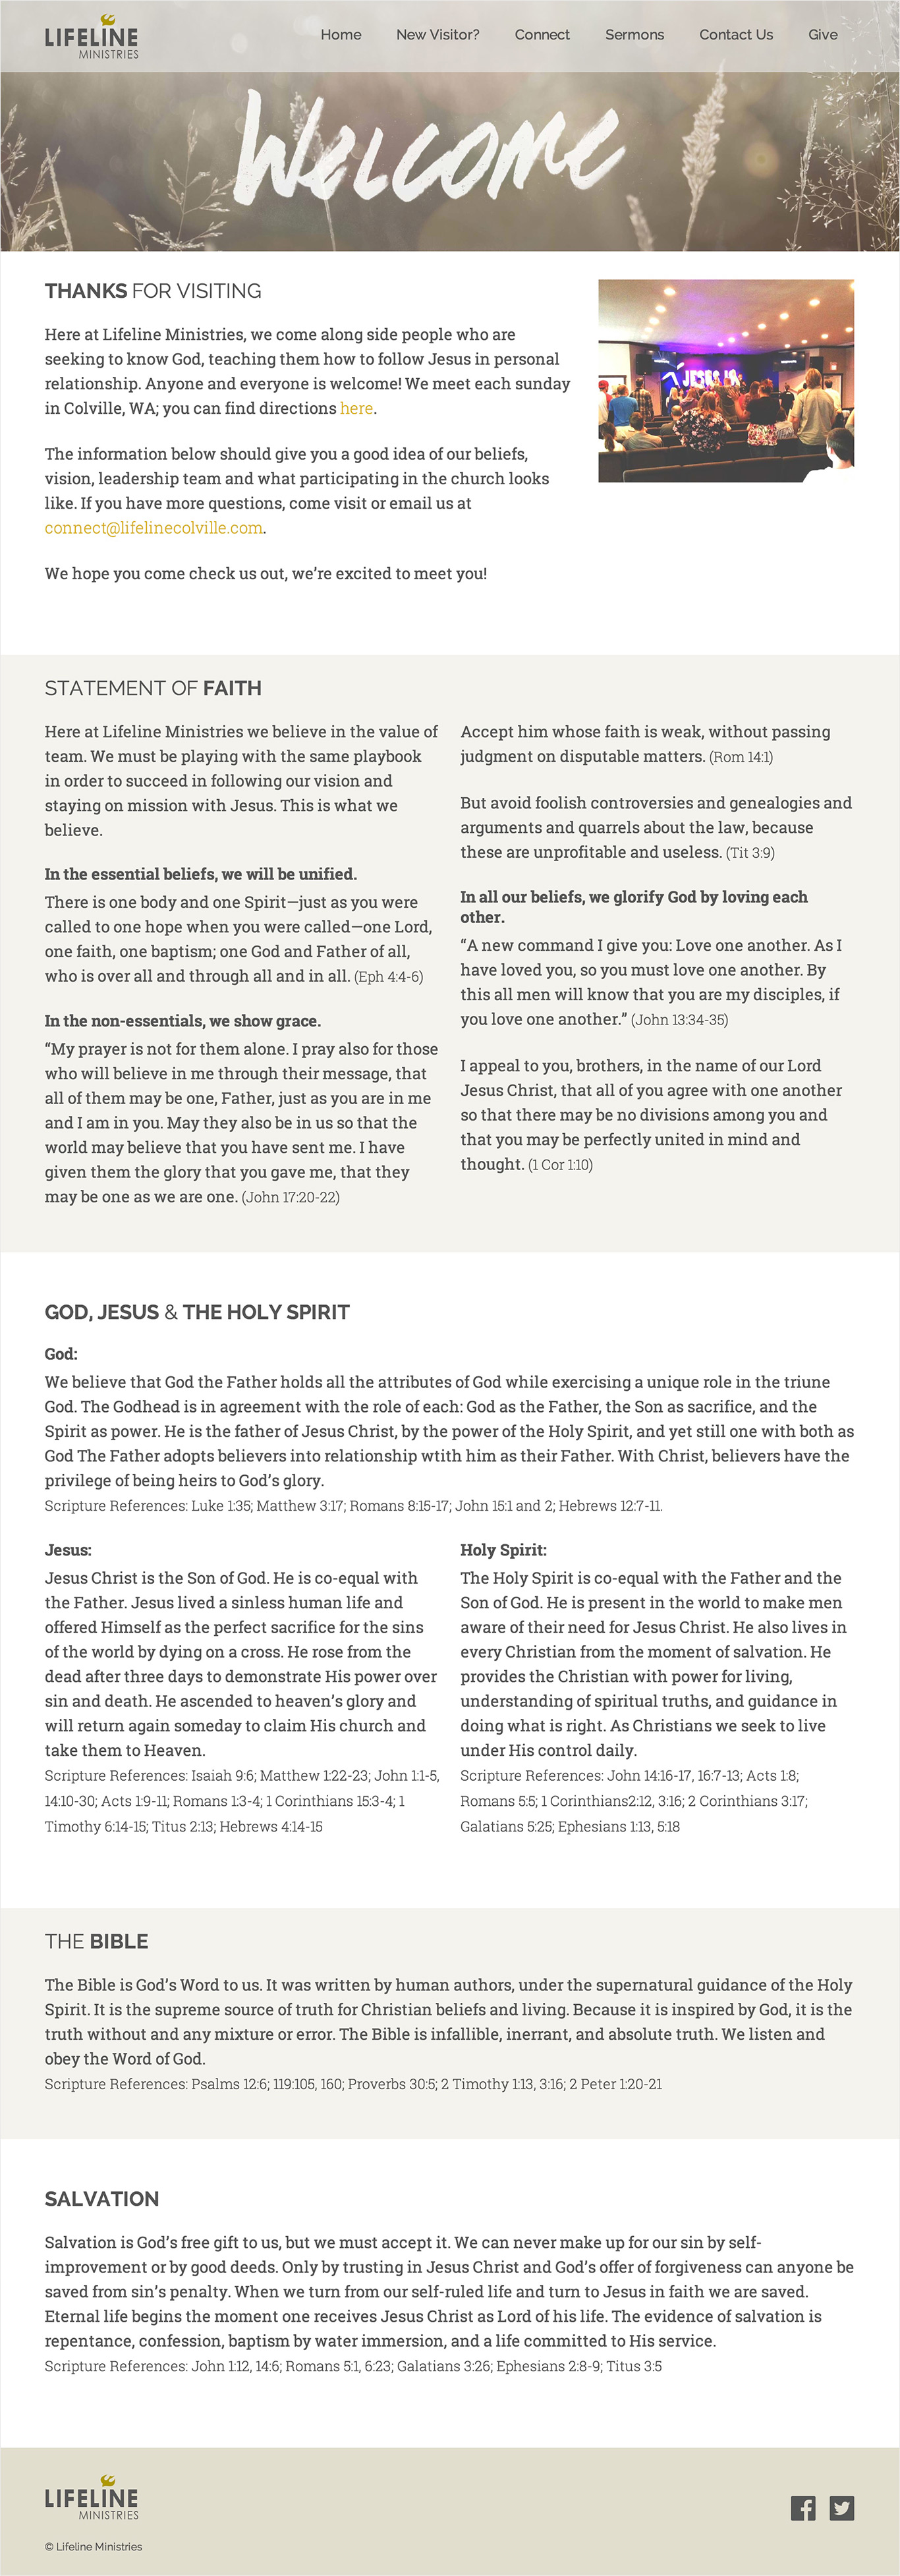 LIFELINE
MINISTRIES
Home New Visitor? Connect Sermons Contact Us Give
Welcome
THANKS FOR VISITING
Here at Lifeline Ministries, we come along side people who are
seeking to know God, teaching them how to follow Jesus in personal
relationship. Anyone and everyone is welcome! We meet each sunday
in Colville, WA; you can find directions here.
The information below should give you a good idea of our beliefs,
vision, leadership team and what participating in the church looks
like. If you have more questions, come visit or email us at
connect@lifelinecolville.com.
We hope you come check us out, we're excited to meet you!
JESUS IS
STATEMENT OF FAITH
Here at Lifeline Ministries we believe in the value of
team. We must be playing with the same playbook
in order to succeed in following our vision and
staying on mission with Jesus. This is what we
believe.
In the essential beliefs, we will be unified.
There is one body and one Spirit—just as you were
called to one hope when you were called—one Lord,
one faith, one baptism; one God and Father of all,
who is over all and through all and in all. (Eph 4:4-6)
In the non-essentials, we show grace.
“My prayer is not for them alone. I pray also for those
who will believe in me through their message, that
all of them may be one, Father, just as you are in me
and I am in you. May they also be in us so that the
world may believe that you have sent me. I have
given them the glory that you gave me, that they
may be one as we are one. (John 17:20-22)
Accept him whose faith is weak, without passing
judgment on disputable matters. (Rom 14:1)
But avoid foolish controversies and genealogies and
arguments and quarrels about the law, because
these are unprofitable and useless. (Tit 3:9)
In all our beliefs, we glorify God by loving each
other.
“A new command I give you: Love one another. As I
have loved you, so you must love one another. By
this all men will know that you are my disciples, if
you love one another.” (John 13:34-35)
I appeal to you, brothers, in the name of our Lord
Jesus Christ, that all of you agree with one another
so that there may be no divisions among you and
that you may be perfectly united in mind and
thought. (1 Cor 1:10)
GOD, JESUS & THE HOLY SPIRIT
God:
We believe that God the Father holds all the attributes of God while exercising a unique role in the triune
God. The Godhead is in agreement with the role of each: God as the Father, the Son as sacrifice, and the
Spirit as power. He is the father of Jesus Christ, by the power of the Holy Spirit, and yet still one with both as
God The Father adopts believers into relationship wtith him as their Father. With Christ, believers have the
privilege of being heirs to God's glory.
Scripture References: Luke 1:35; Matthew 3:17; Romans 8:15-17; John 15:1 and 2; Hebrews 12:7-11.
Jesus:
Jesus Christ is the Son of God. He is co-equal with
the Father. Jesus lived a sinless human life and
offered Himself as the perfect sacrifice for the sins
of the world by dying on a cross. He rose from the
dead after three days to demonstrate His power over
sin and death. He ascended to heaven's glory and
will return again someday to claim His church and
take them to Heaven.
Scripture References: Isaiah 9:6; Matthew 1:22-23; John 1:1-5,
14:10-30; Acts 1:9-11; Romans 1:3-4; 1 Corinthians 15:3-4; 1
Timothy 6:14-15; Titus 2:13; Hebrews 4:14-15
Holy Spirit:
The Holy Spirit is co-equal with the Father and the
Son of God. He is present in the world to make men
aware of their need for Jesus Christ. He also lives in
every Christian from the moment of salvation. He
provides the Christian with power for living,
understanding of spiritual truths, and guidance in
doing what is right. As Christians we seek to live
under His control daily.
Scripture References: John 14:16-17, 16:7-13; Acts 1:8;
Romans 5:5; 1 Corinthians2:12, 3:16; 2 Corinthians 3:17;
Galatians 5:25; Ephesians 1:13, 5:18
THE BIBLE
The Bible is God's Word to us. It was written by human authors, under the supernatural guidance of the Holy
Spirit. It is the supreme source of truth for Christian beliefs and living. Because it is inspired by God, it is the
truth without and any mixture or error. The Bible is infallible, inerrant, and absolute truth. We listen and
obey the Word of God.
Scripture References: Psalms 12:6; 119:105, 160; Proverbs 30:5; 2 Timothy 1:13, 3:16; 2 Peter 1:20-21
SALVATION
Salvation is God's free gift to us, but we must accept it. We can never make up for our sin by self-
improvement or by good deeds. Only by trusting in Jesus Christ and God's offer of forgiveness can anyone be
saved from sin's penalty. When we turn from our self-ruled life and turn to Jesus in faith we are saved.
Eternal life begins the moment one receives Jesus Christ as Lord of his life. The evidence of salvation is
repentance, confession, baptism by water immersion, and a life committed to His service.
Scripture References: John 1:12, 14:6; Romans 5:1, 6:23; Galatians 3:26; Ephesians 2:8-9; Titus 3:5
LIFELINE
MINISTRIES
© Lifeline Ministries